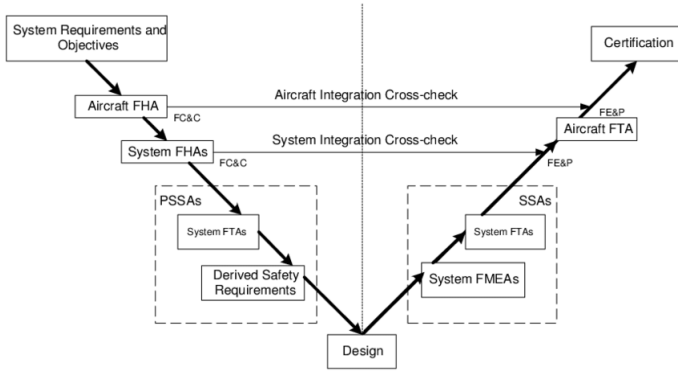 System Requirements and
Objectives
Certification
Aircraft Integration Cross-check
Aircraft FHA
FC&C
FE&P
Aircraft FTA
System Integration Cross-check
System FHAs
FC&C
FE&P
PSSAs
SSAs
System FTAs
System FTAs
Derived Safety
Requirements
System FMEAs
Design